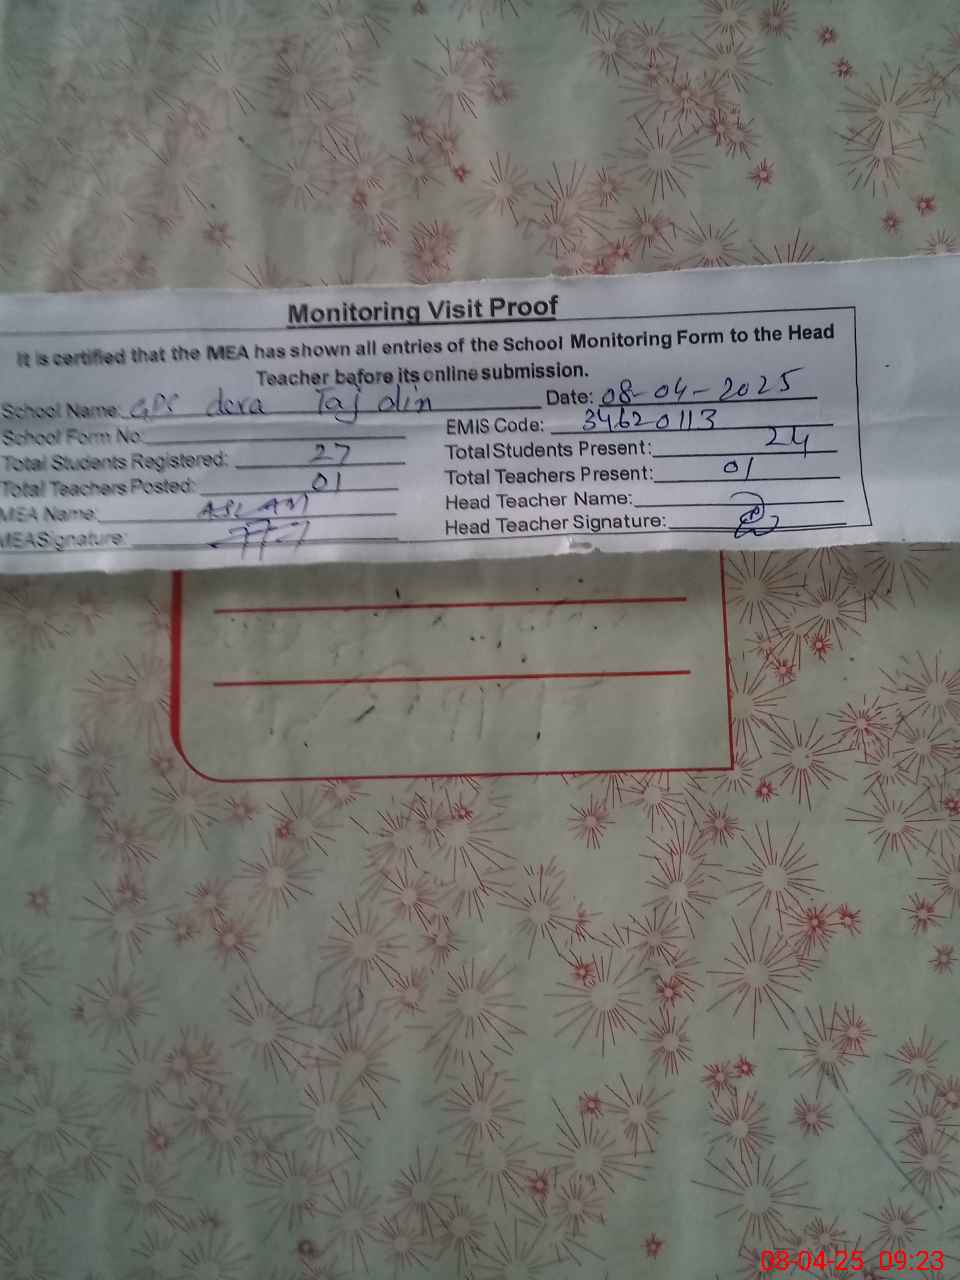 Monitoring Visit Proof
It is certified that the MEA has shown all entries of the School Monitoring Form to the Head
Teacher before its online submission.
School Name: GPS dera Taj din Date: 08-04-2025
School Form No: EMIS Code: 34620113
Total Students Registered: 27 Total Students Present: 24
Total Teachers Posted: 01 Total Teachers Present: 01
MEA Name: ASLAM Head Teacher Name:
MEA Signature: Head Teacher Signature:
08-04-25 09:23